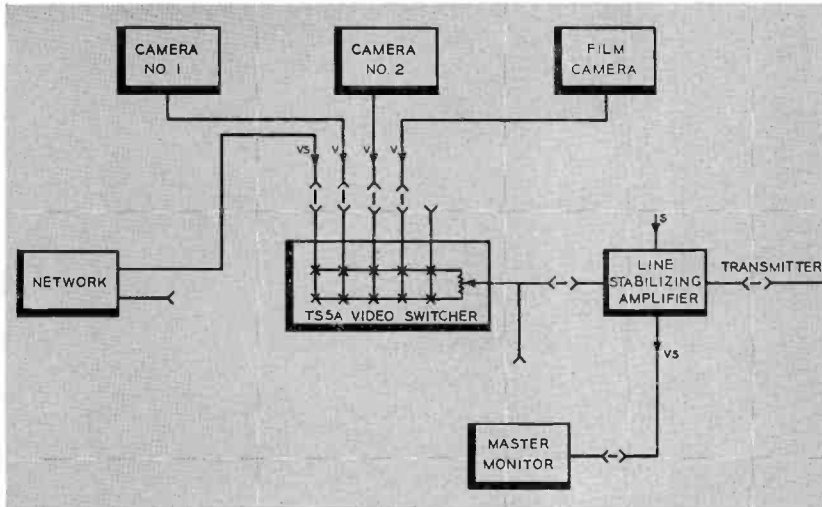 CAMERA
NO. 1
CAMERA
NO. 2
FILM
CAMERA
VS
V
V
V
S
NETWORK
LINE
STABILIZING
AMPLIFIER
TRANSMITTER
TS5A VIDEO SWITCHER
VS
MASTER
MONITOR